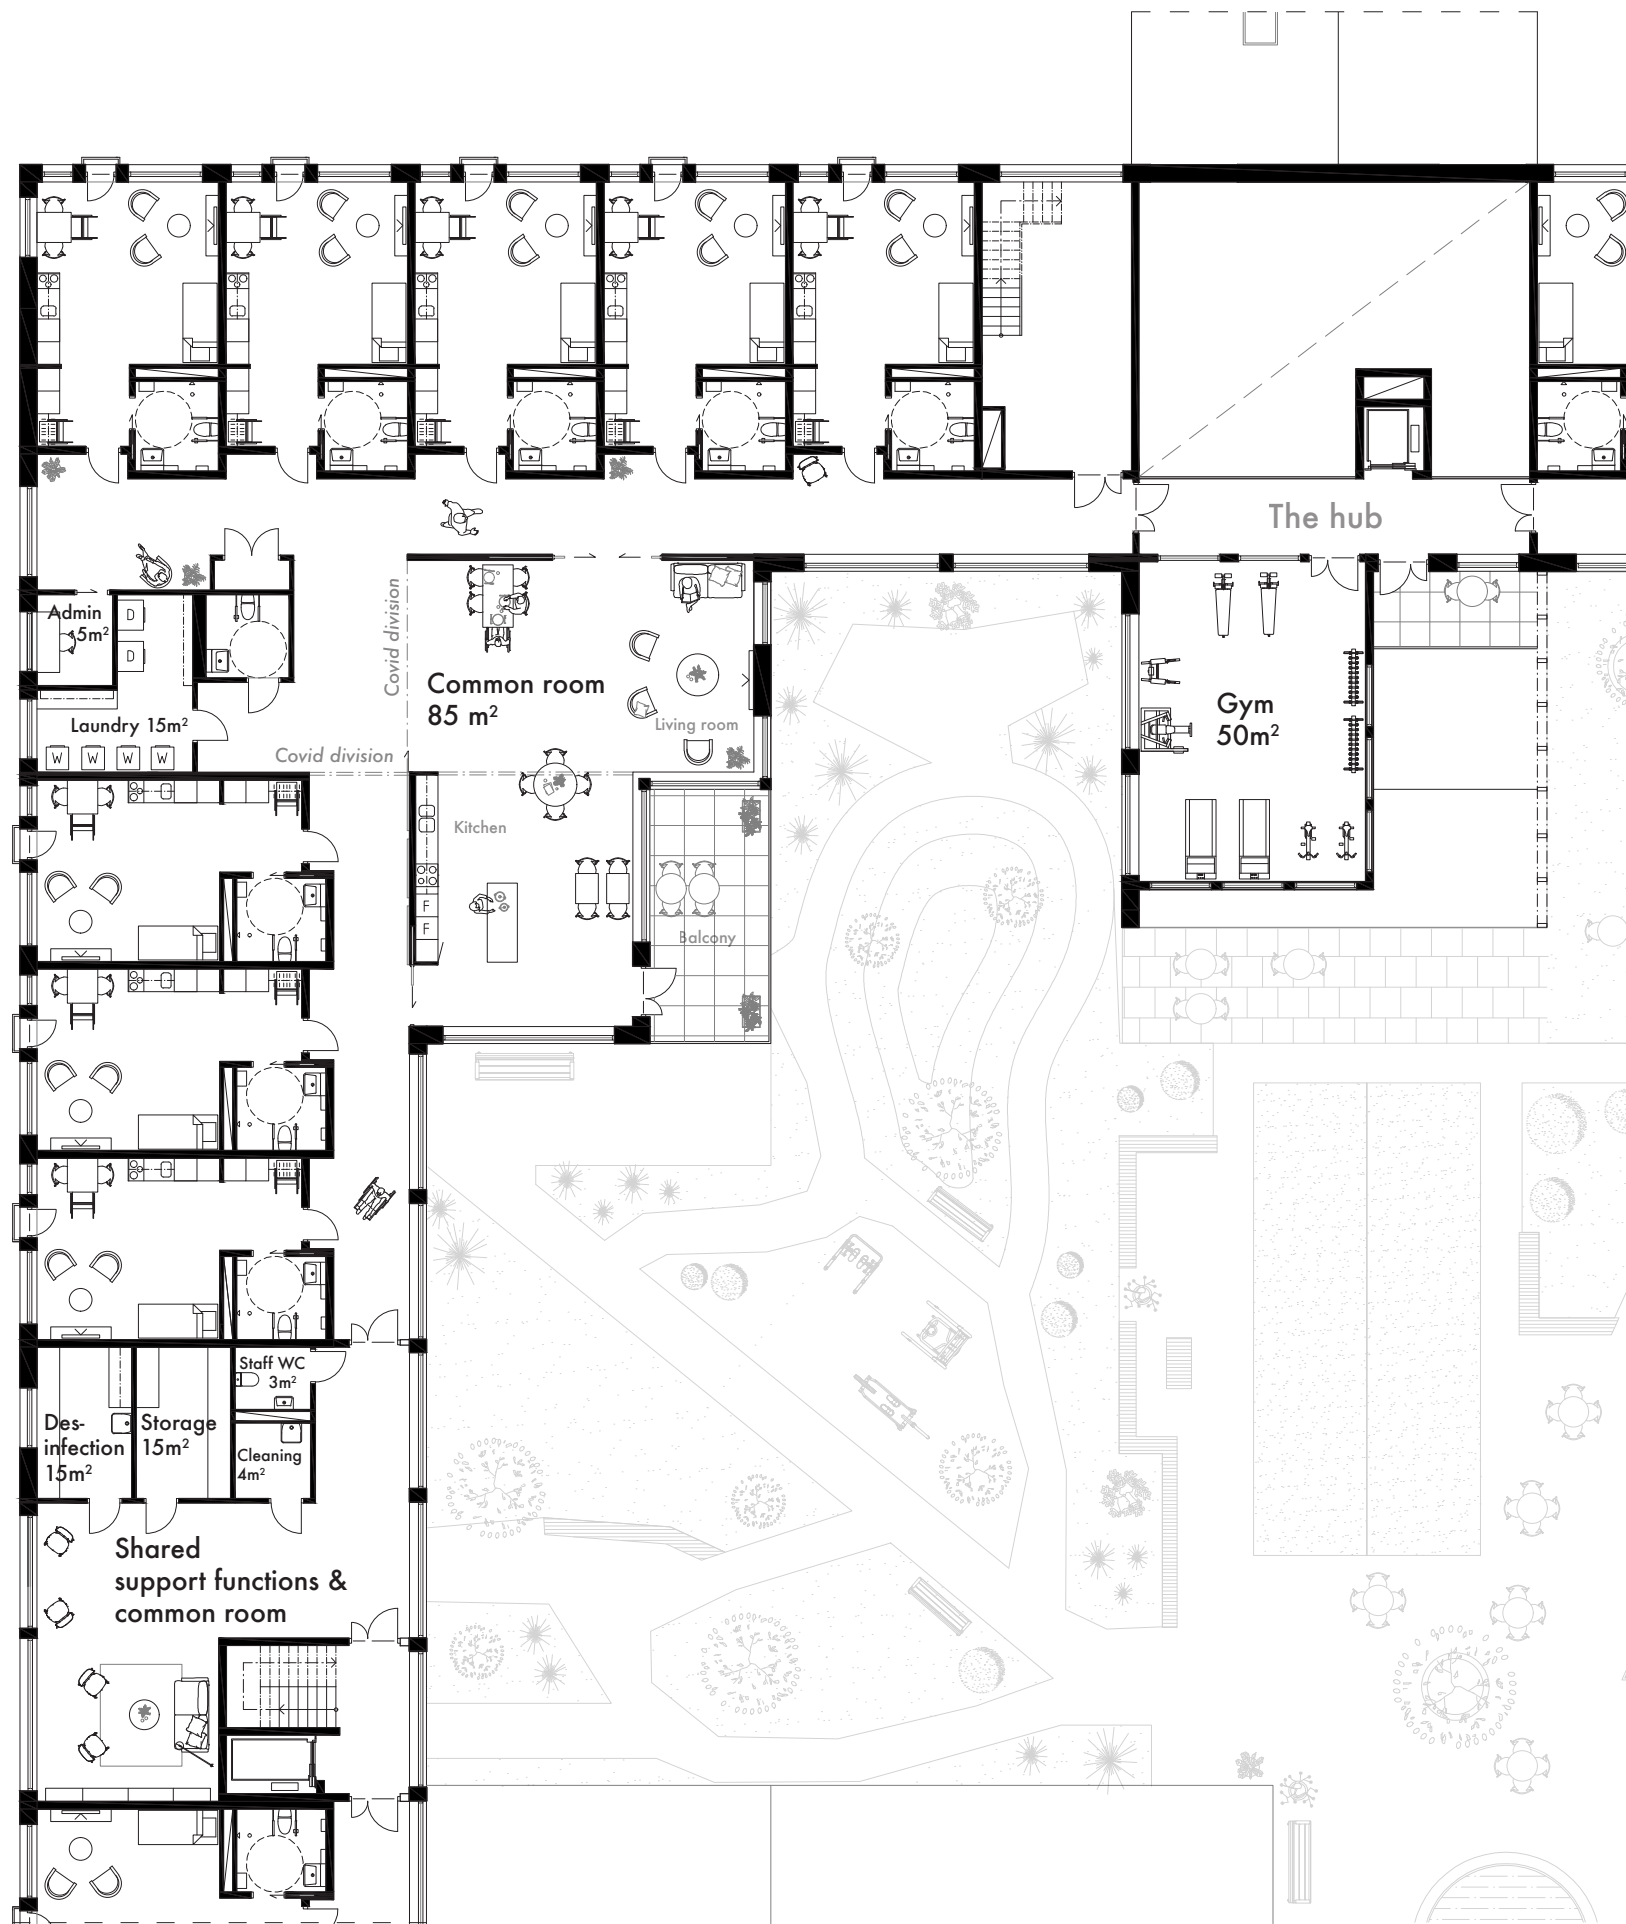 The hub
Covid division
Admin
5m²
D
D
Common room
85 m²
Living room
Laundry 15m²
Covid division
W
W
W
W
Gym
50m²
Kitchen
F
F
Balcony
Staff WC
3m²
Des-
infection
15m²
Storage
15m²
Cleaning
4m²
Shared
support functions &
common room